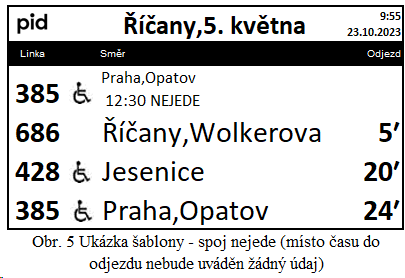 pid Říčany,5. května 9:55
23.10.2023
Linka Směr Odjezd
385 Praha,Opatov
12:30 NEJEDE
686 Říčany,Wolkerova 5’
428 Jesenice 20’
385 Praha,Opatov 24’
Obr. 5 Ukázka šablony - spoj nejede (místo času do
odjezdu nebude uváděn žádný údaj)